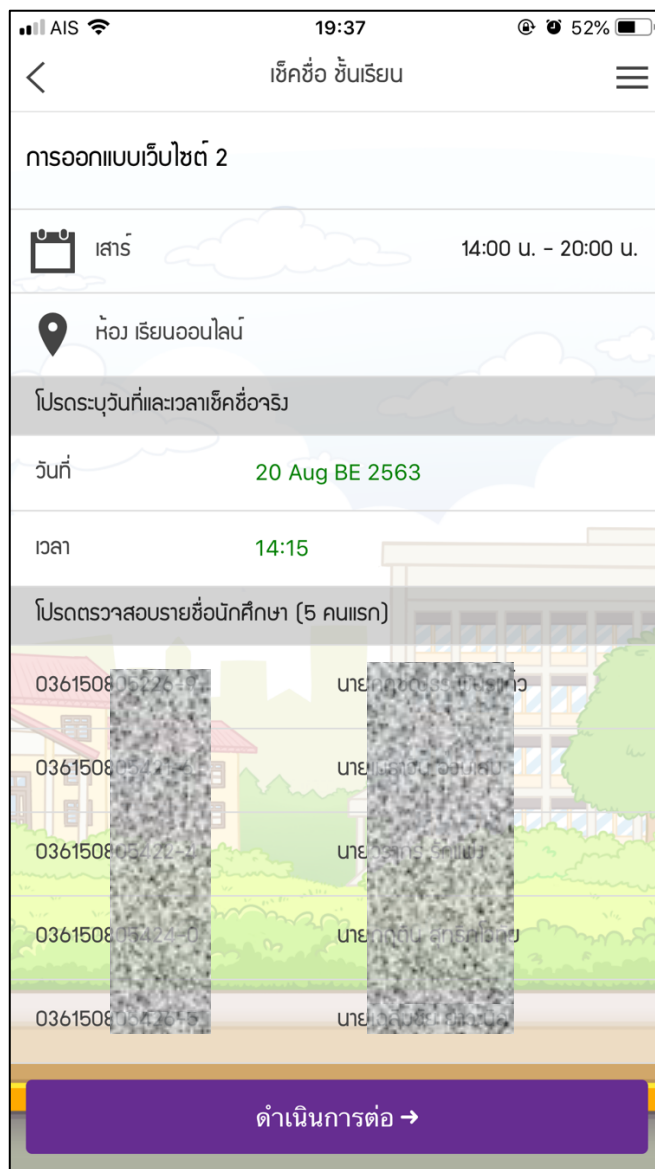 AIS 19:37 52%
เช็คชื่อ ชั้นเรียน
การออกแบบเว็บไซต์ 2
เสาร์ 14:00 น. - 20:00 น.
ห้อง เรียนออนไลน์
โปรดระบุวันที่และเวลาเช็คชื่อจริง
วันที่ 20 Aug BE 2563
เวลา 14:15
โปรดตรวจสอบรายชื่อนักศึกษา (5 คนแรก)
0361508 นาย
0361508 นาย
0361508 นาย
0361508 นาย
0361508 นาย
ดำเนินการต่อ →